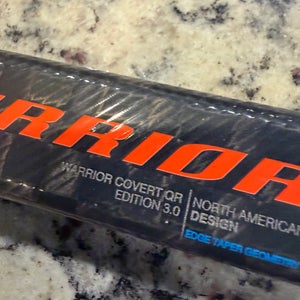 RRIOR
WARRIOR COVERT QR
EDITION 3.0
NORTH AMERICAN
DESIGN
EDGE TAPER GEOMETRY